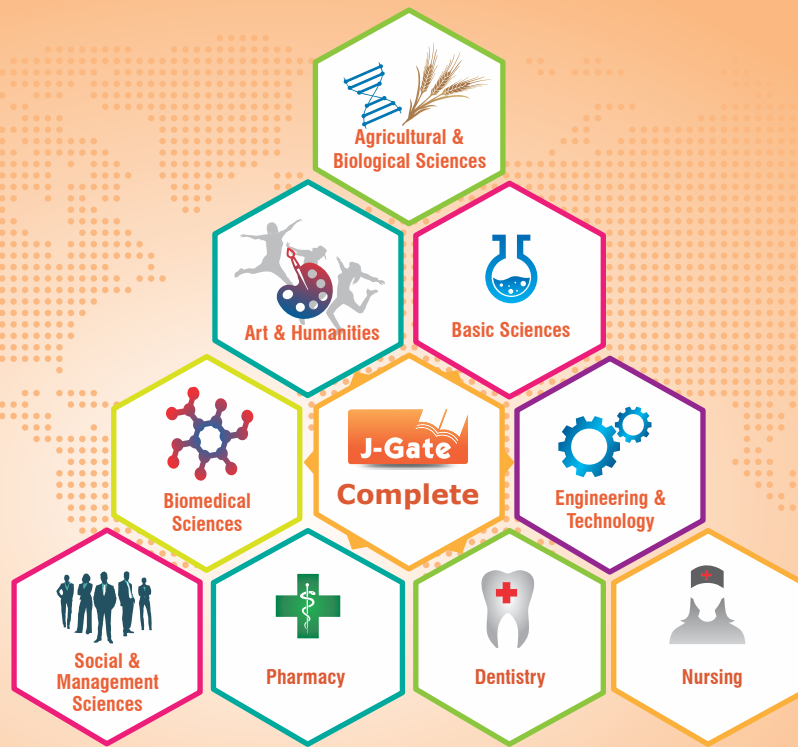 Agricultural &
Biological Sciences
Art & Humanities
Basic Sciences
Biomedical
Sciences
J-Gate
Complete
Engineering &
Technology
Social &
Management
Sciences
Pharmacy
Dentistry
Nursing